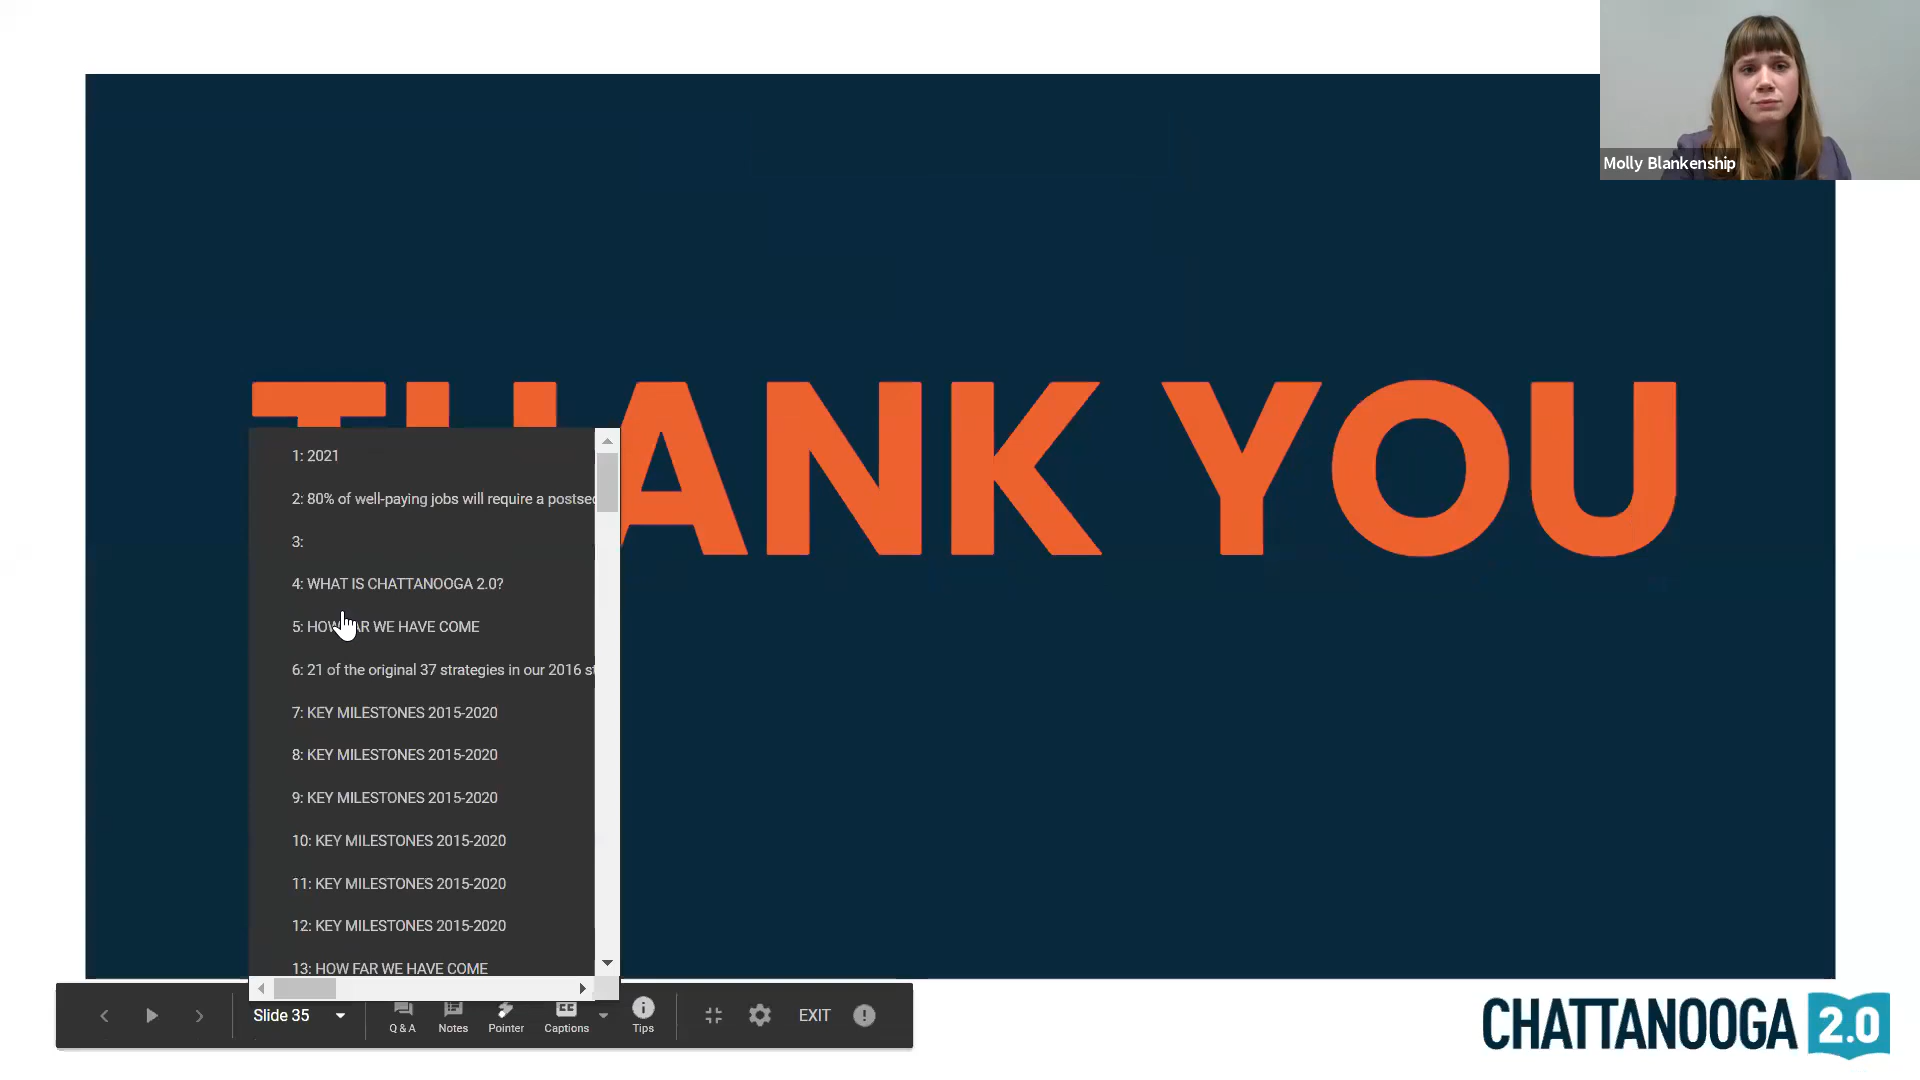 Molly Blankenship
THANK YOU
1: 2021
2: 80% of well-paying jobs will require a postsec
3:
4: WHAT IS CHATTANOOGA 2.0?
5: HOW FAR WE HAVE COME
6: 21 of the original 37 strategies in our 2016 st
7: KEY MILESTONES 2015-2020
8: KEY MILESTONES 2015-2020
9: KEY MILESTONES 2015-2020
10: KEY MILESTONES 2015-2020
11: KEY MILESTONES 2015-2020
12: KEY MILESTONES 2015-2020
13: HOW FAR WE HAVE COME
Slide 35
Q & A
Notes
Pointer
Captions
Tips
EXIT
CHATTANOOGA 2.0